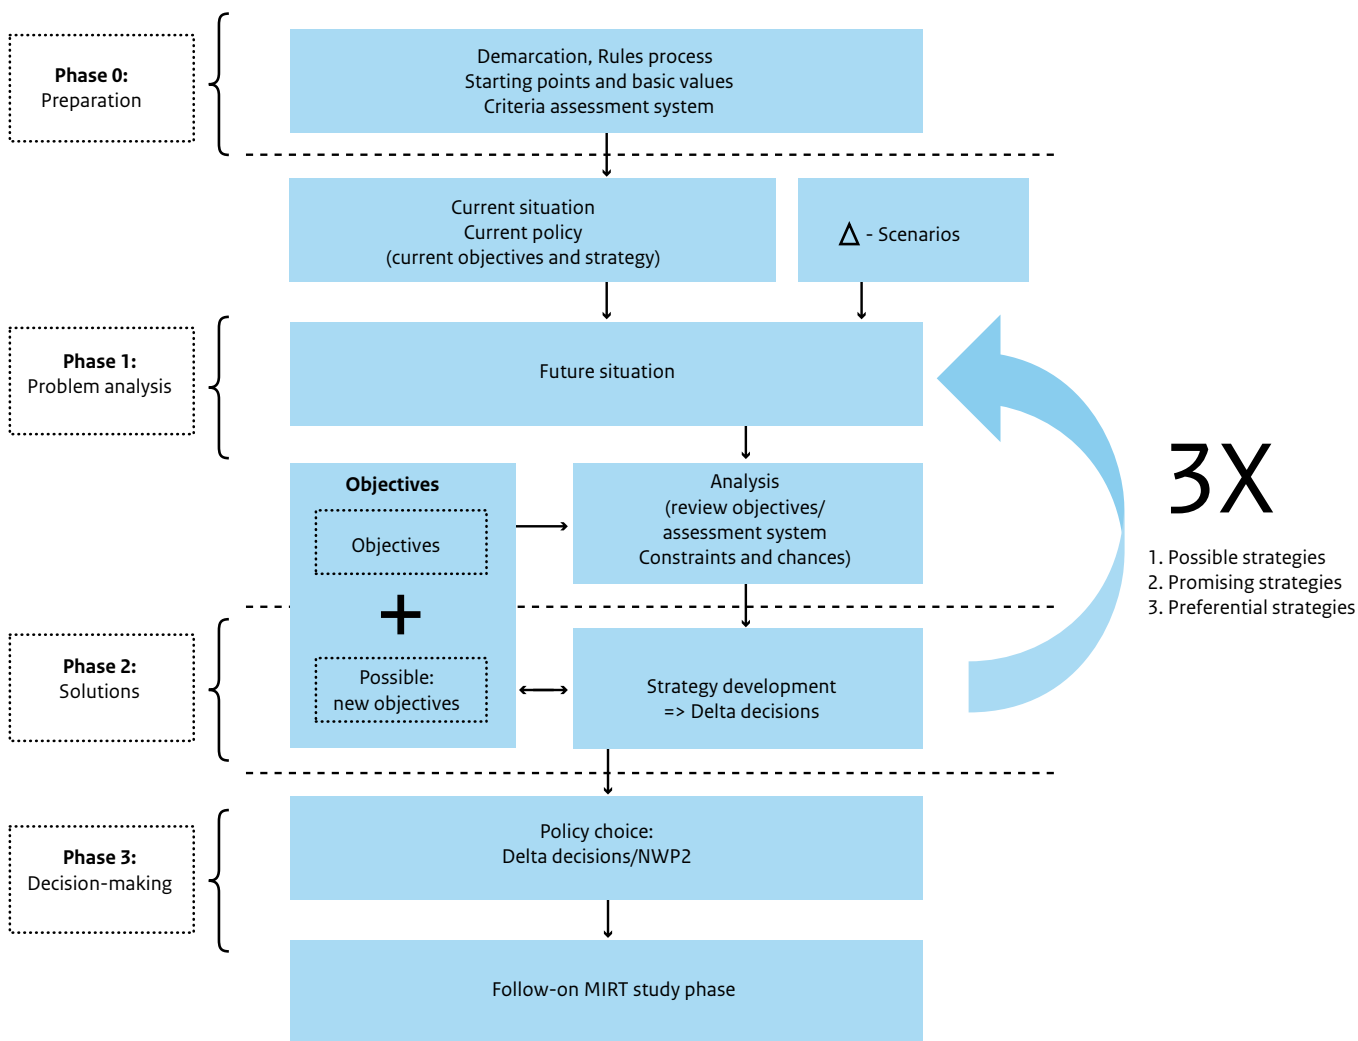 Phase 0:
Preparation
Demarcation, Rules process
Starting points and basic values
Criteria assessment system
Current situation
Current policy
(current objectives and strategy)
Δ - Scenarios
Phase 1:
Problem analysis
Future situation
Objectives
Objectives
+
Possible:
new objectives
Analysis
(review objectives/
assessment system
Constraints and chances)
3X
1. Possible strategies
2. Promising strategies
3. Preferential strategies
Phase 2:
Solutions
Strategy development
=> Delta decisions
Phase 3:
Decision-making
Policy choice:
Delta decisions/NWP2
Follow-on MIRT study phase